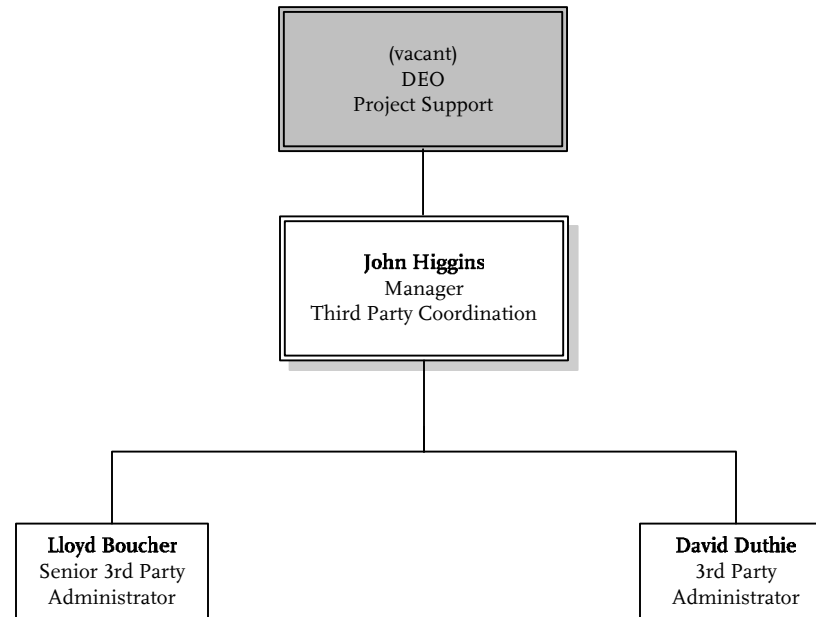 (vacant)
DEO
Project Support
John Higgins
Manager
Third Party Coordination
Lloyd Boucher
Senior 3rd Party
Administrator
David Duthie
3rd Party
Administrator